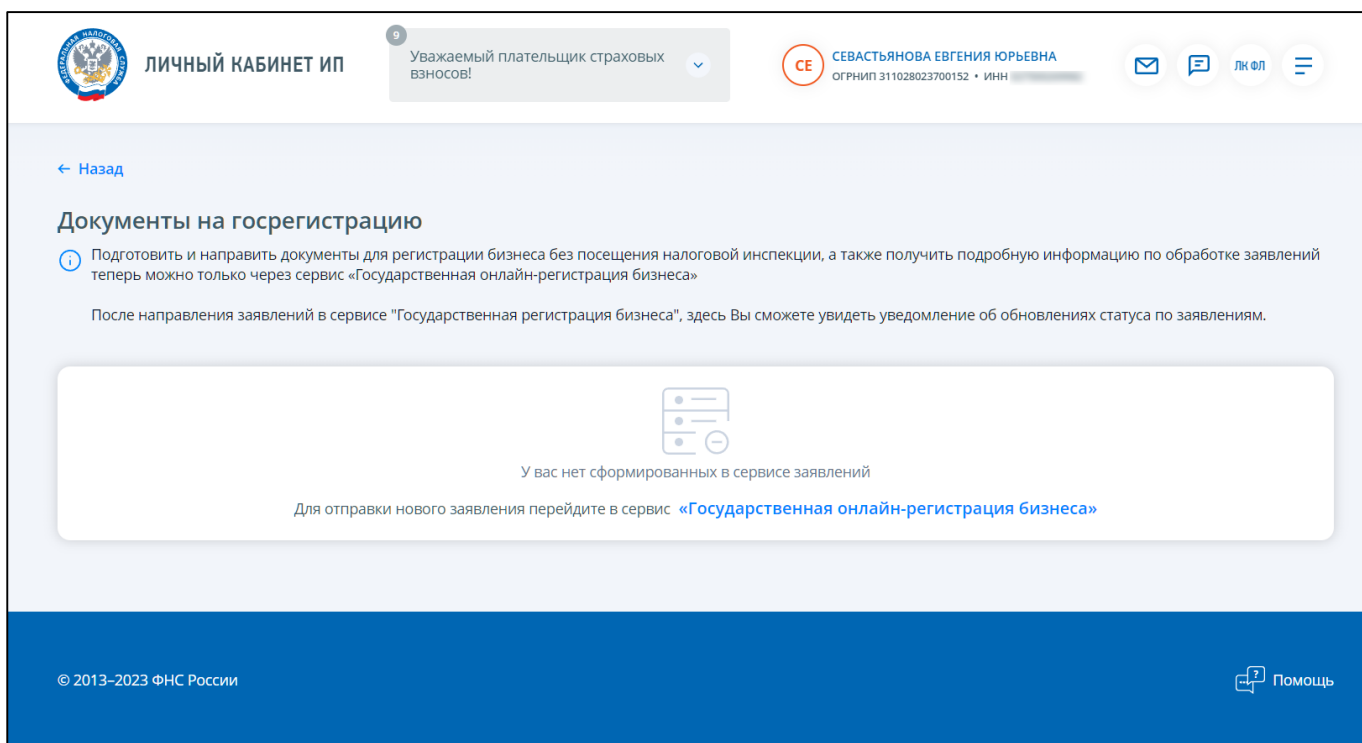 ФЕДЕРАЛЬНАЯ НАЛОГОВАЯ СЛУЖБА
ЛИЧНЫЙ КАБИНЕТ ИП
9
Уважаемый плательщик страховых
взносов!
СЕ
СЕВАСТЬЯНОВА ЕВГЕНИЯ ЮРЬЕВНА
ОГРНИП 311028023700152 • ИНН
ЛК ФЛ
← Назад
Документы на госрегистрацию
Подготовить и направить документы для регистрации бизнеса без посещения налоговой инспекции, а также получить подробную информацию по обработке заявлений
теперь можно только через сервис «Государственная онлайн-регистрация бизнеса»
После направления заявлений в сервисе "Государственная регистрация бизнеса", здесь Вы сможете увидеть уведомление об обновлениях статуса по заявлениям.
У вас нет сформированных в сервисе заявлений
Для отправки нового заявления перейдите в сервис «Государственная онлайн-регистрация бизнеса»
© 2013–2023 ФНС России
Помощь